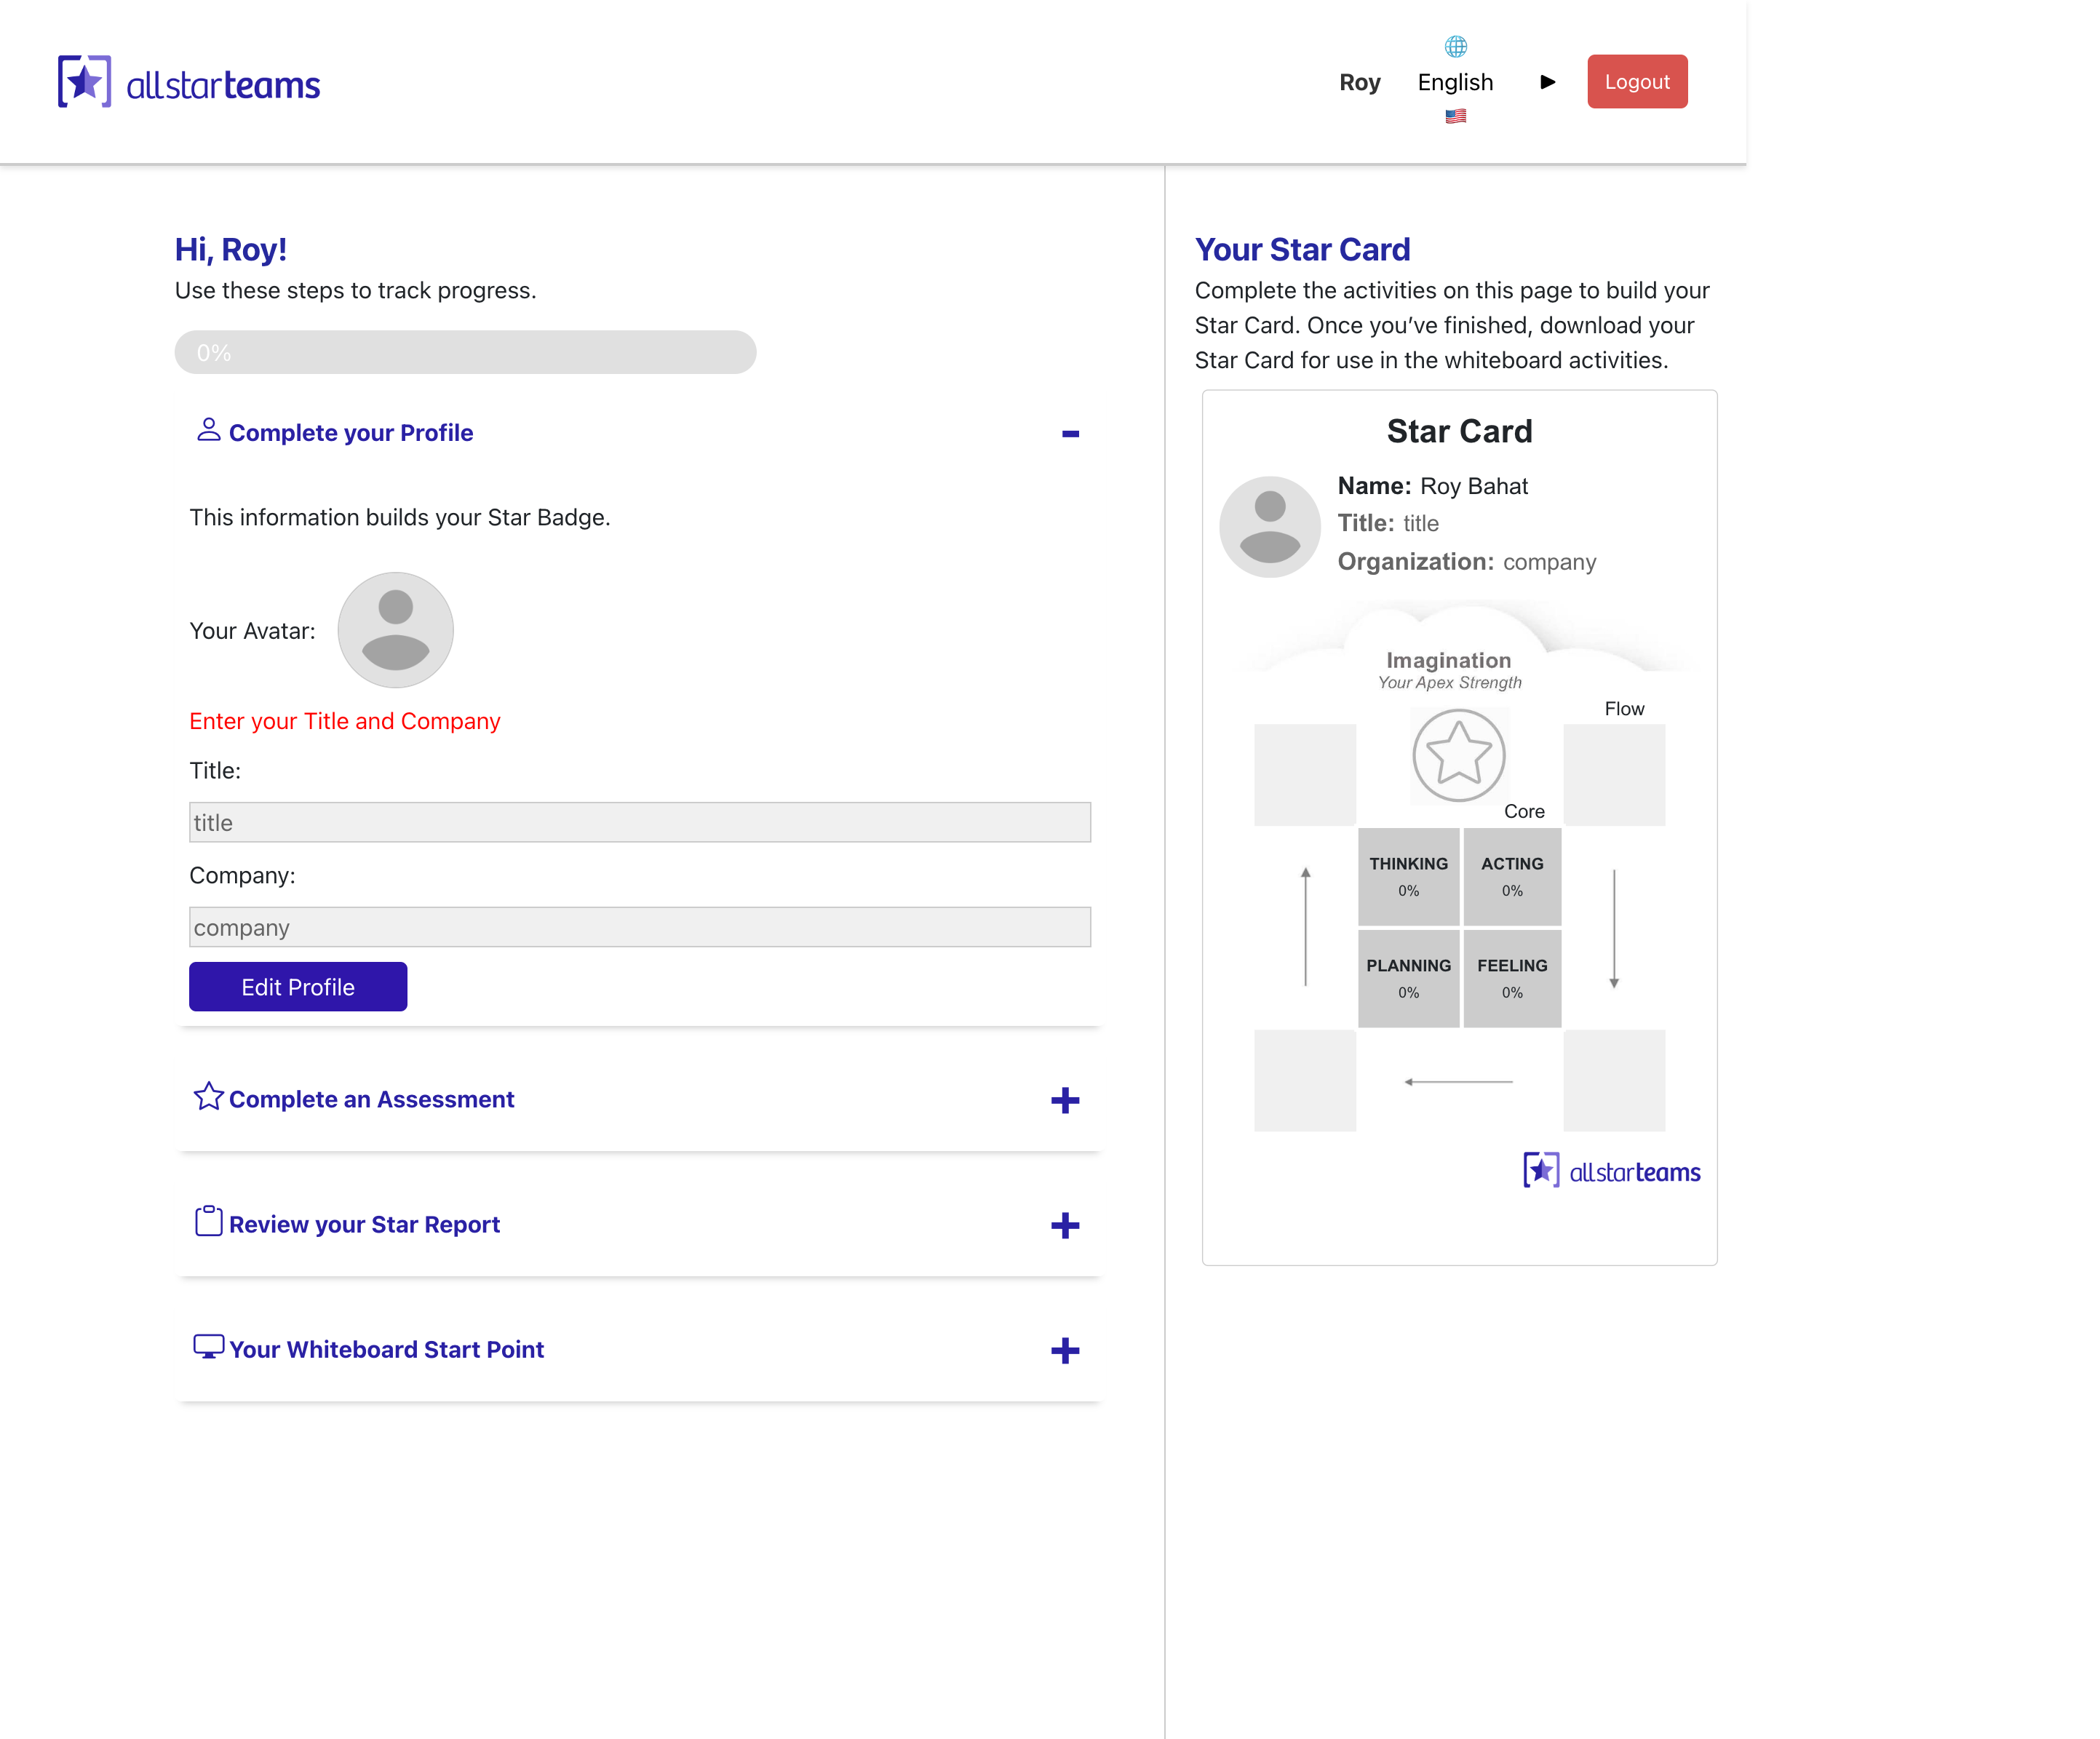 allstarteams
Roy
English
Logout
Hi, Roy!
Use these steps to track progress.
0%
Complete your Profile
This information builds your Star Badge.
Your Avatar:
Enter your Title and Company
Title:
title
Company:
company
Edit Profile
Complete an Assessment
Review your Star Report
Your Whiteboard Start Point
Your Star Card
Complete the activities on this page to build your
Star Card. Once you’ve finished, download your
Star Card for use in the whiteboard activities.
Star Card
Name: Roy Bahat
Title: title
Organization: company
Imagination
Your Apex Strength
Flow
Core
THINKING
0%
ACTING
0%
PLANNING
0%
FEELING
0%
allstarteams